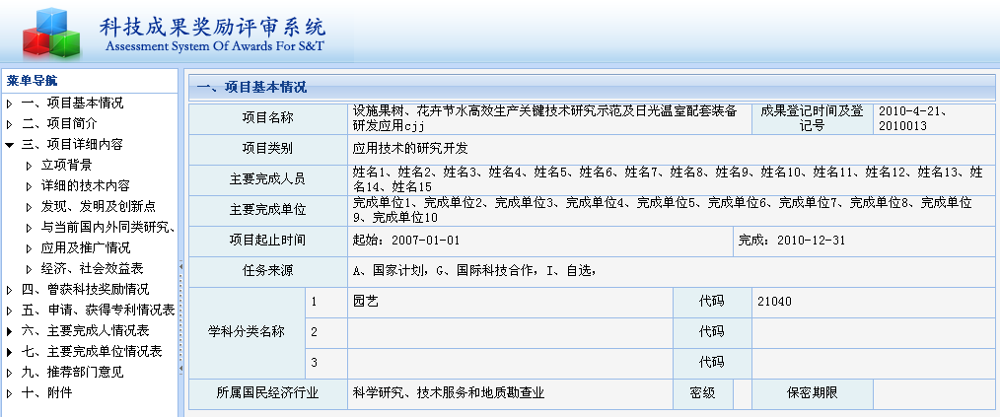 科技成果奖励评审系统
Assessment System Of Awards For S&T
菜单导航
一、项目基本情况
二、项目简介
三、项目详细内容
立项背景
详细的技术内容
发现、发明及创新点
与当前国内外同类研究、
应用及推广情况
经济、社会效益表
四、曾获科技奖励情况
五、申请、获得专利情况表
六、主要完成人情况表
七、主要完成单位情况表
九、推荐部门意见
十、附件
一、项目基本情况
项目名称
设施果树、花卉节水高效生产关键技术研究示范及日光温室配套装备
研发应用cjj
成果登记时间及登
记号
2010-4-21、
2010013
项目类别
应用技术的研究开发
主要完成人员
姓名1、姓名2、姓名3、姓名4、姓名5、姓名6、姓名7、姓名8、姓名9、姓名10、姓名11、姓名12、姓名13、姓
名14、姓名15
主要完成单位
完成单位1、完成单位2、完成单位3、完成单位4、完成单位5、完成单位6、完成单位7、完成单位8、完成单位
9、完成单位10
项目起止时间
起始：2007-01-01
完成：2010-12-31
任务来源
A、国家计划，G、国际科技合作，I、自选，
学科分类名称
1
园艺
代码
21040
2
代码
3
代码
所属国民经济行业
科学研究、技术服务和地质勘查业
密级
保密期限